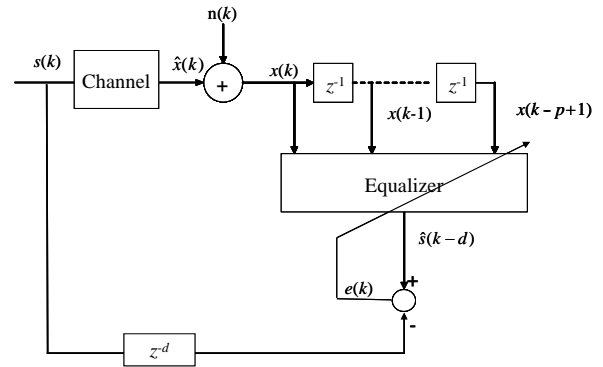 n(k)
s(k)
Channel
x̂(k)
+
x(k)
z⁻¹
z⁻¹
x(k-1)
x(k – p+1)
Equalizer
ŝ(k – d)
+
e(k)
-
z⁻ᵈ